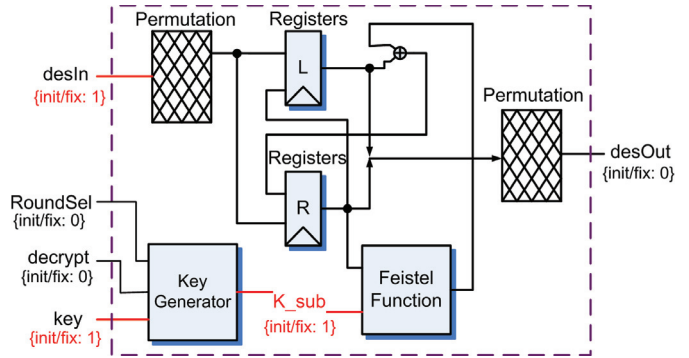 Permutation
Registers
desIn
{init/fix: 1}
L
Permutation
Registers
desOut
{init/fix: 0}
RoundSel
{init/fix: 0}
R
decrypt
{init/fix: 0}
Key
Generator
K_sub
{init/fix: 1}
Feistel
Function
key
{init/fix: 1}